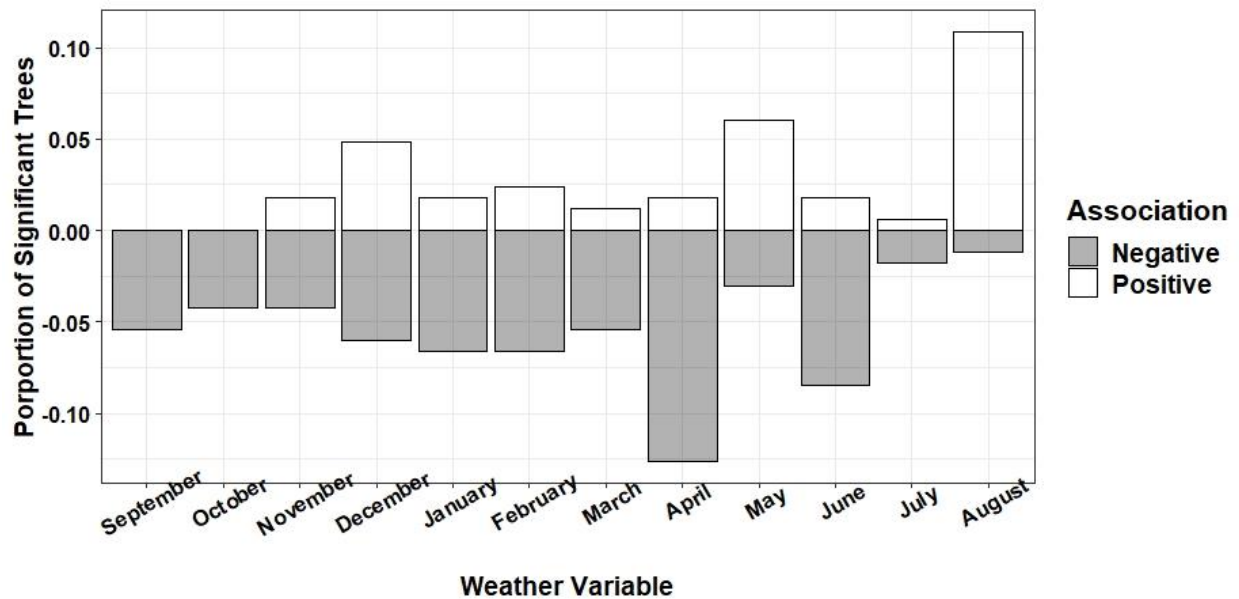 Porportion of Significant Trees
0.10
0.05
0.00
-0.05
-0.10
September
October
November
December
January
February
March
April
May
June
July
August
Weather Variable
Association
Negative
Positive